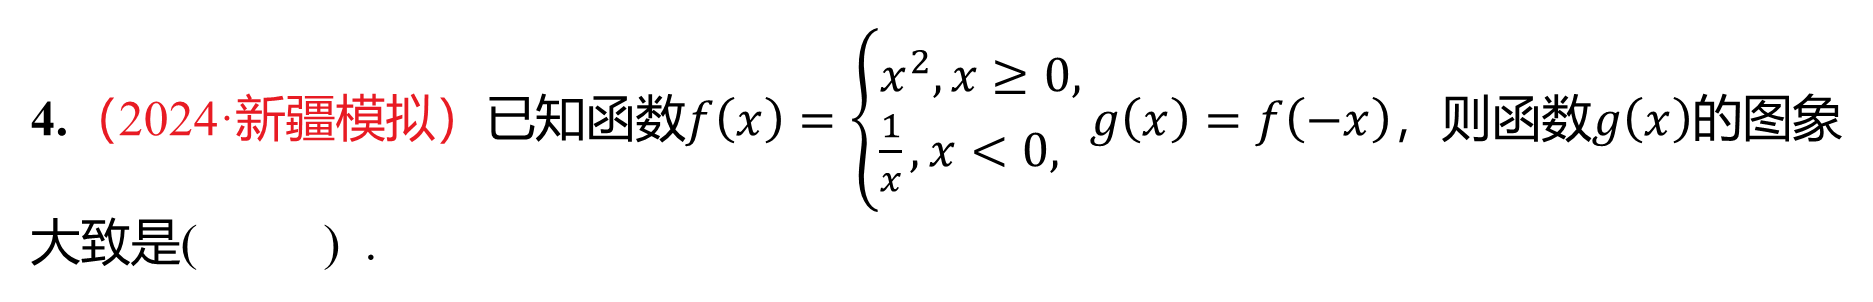 4.（2024·新疆模拟）已知函数f(x) = {x², x ≥ 0, 1/x, x < 0, g(x) = f(−x)，则函数g(x)的图象
大致是(　　) .